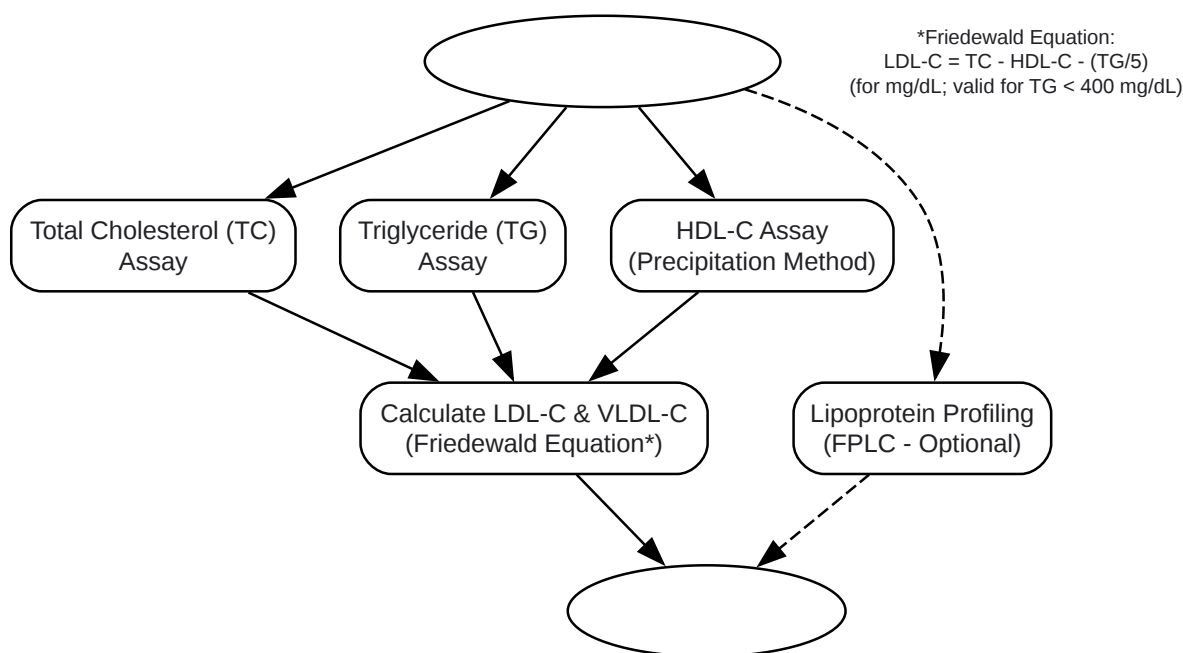 *Friedewald Equation:
LDL-C = TC - HDL-C - (TG/5)
(for mg/dL; valid for TG < 400 mg/dL)
Total Cholesterol (TC)
Assay
Triglyceride (TG)
Assay
HDL-C Assay
(Precipitation Method)
Calculate LDL-C & VLDL-C
(Friedewald Equation*)
Lipoprotein Profiling
(FPLC - Optional)